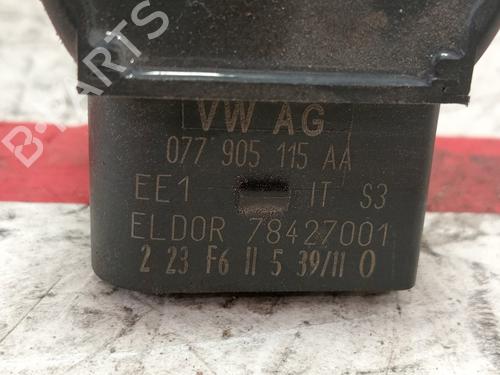 B-PARTS
VW AG
077 905 115 AA
EE1 IT S3
ELDOR 78427001
2 23 F6 II 5 39/11 0